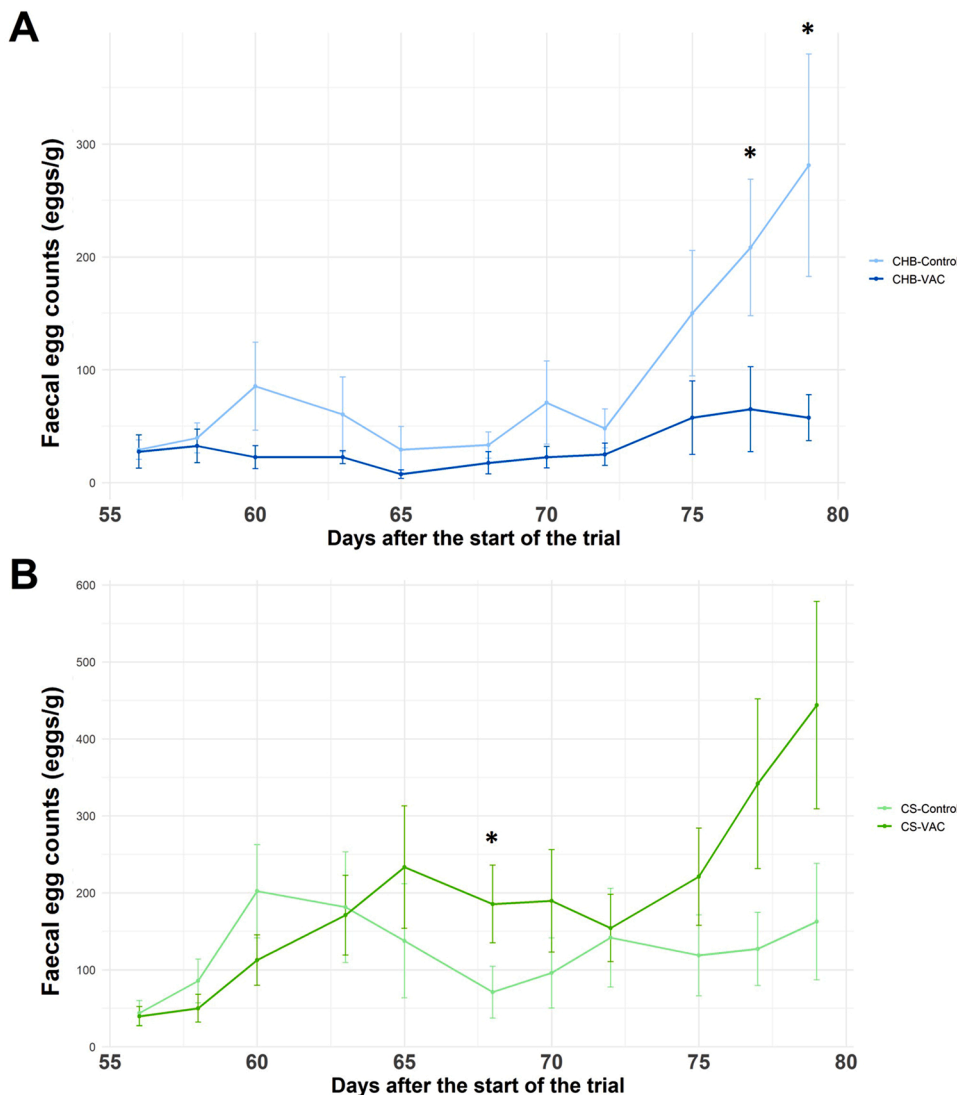 A
*
*
Faecal egg counts (eggs/g)
300
200
100
0
CHB-Control
CHB-VAC
55 60 65 70 75 80
Days after the start of the trial
B
600
500
400
300
200
100
0
Faecal egg counts (eggs/g)
*
CS-Control
CS-VAC
55 60 65 70 75 80
Days after the start of the trial